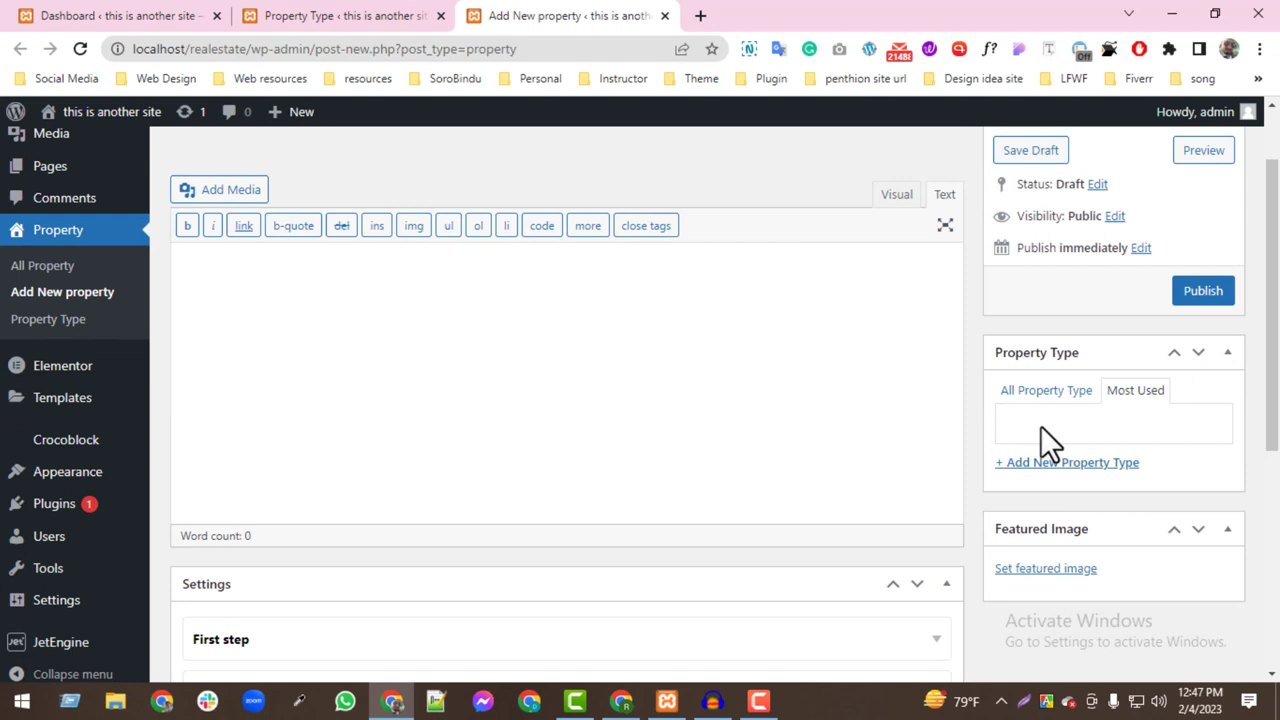 Dashboard ‹ this is another site –
Property Type ‹ this is another sit
Add New property ‹ this is anoth
localhost/realestate/wp-admin/post-new.php?post_type=property
21488
f?
Off
Social Media
Web Design
Web resources
resources
SoroBindu
Personal
Instructor
Theme
Plugin
penthion site url
Design idea site
LFWF
Fiverr
song
»
this is another site
1
0
New
Howdy, admin
Media
Pages
Comments
Property
All Property
Add New property
Property Type
Elementor
Templates
Crocoblock
Appearance
Plugins 1
Users
Tools
Settings
JetEngine
Collapse menu
Add Media
Visual
Text
b
i
link
b-quote
del
ins
img
ul
ol
li
code
more
close tags
Word count: 0
Settings
First step
Save Draft
Preview
Status: Draft Edit
Visibility: Public Edit
Publish immediately Edit
Publish
Property Type
All Property Type
Most Used
+ Add New Property Type
Featured Image
Set featured image
Activate Windows
Go to Settings to activate Windows.
zoom
79°F
12:47 PM
2/4/2023